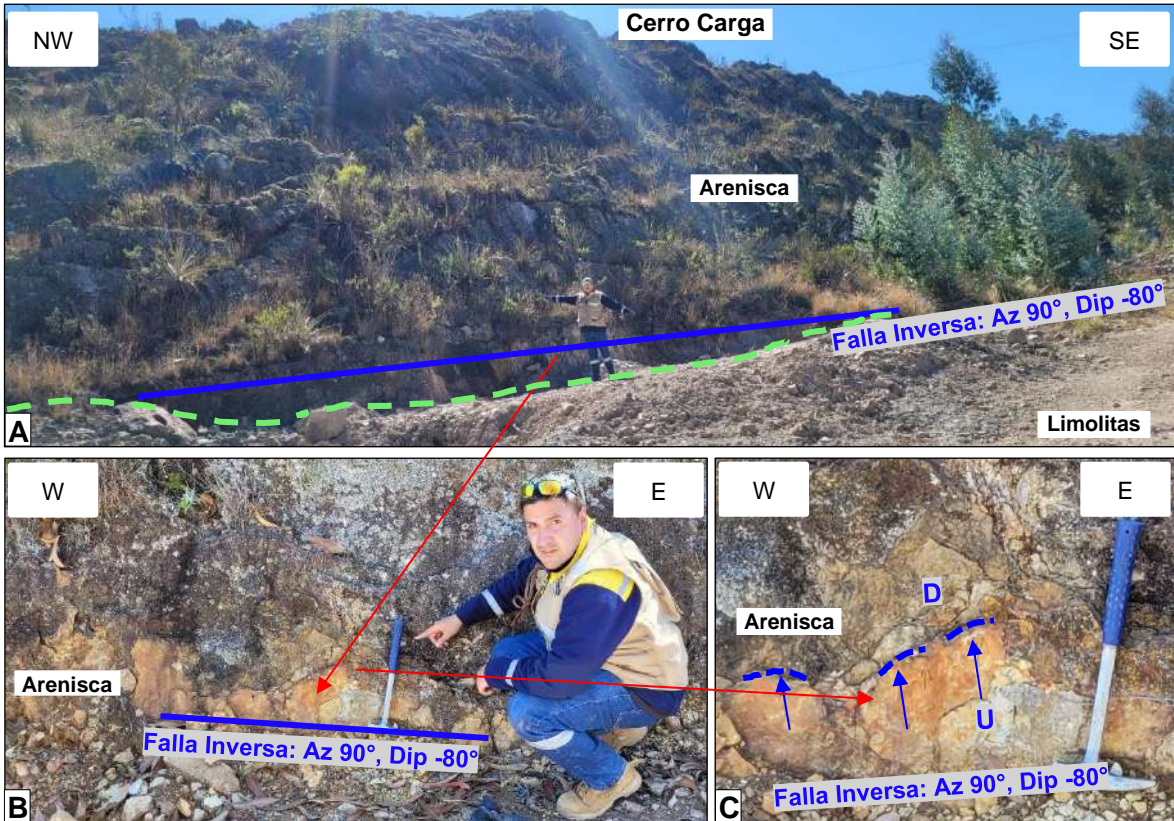 NW
Cerro Carga
SE
Arenisca
Falla Inversa: Az 90°, Dip -80°
Limolitas
A
W
E
Arenisca
Falla Inversa: Az 90°, Dip -80°
B
W
E
D
Arenisca
U
Falla Inversa: Az 90°, Dip -80°
C